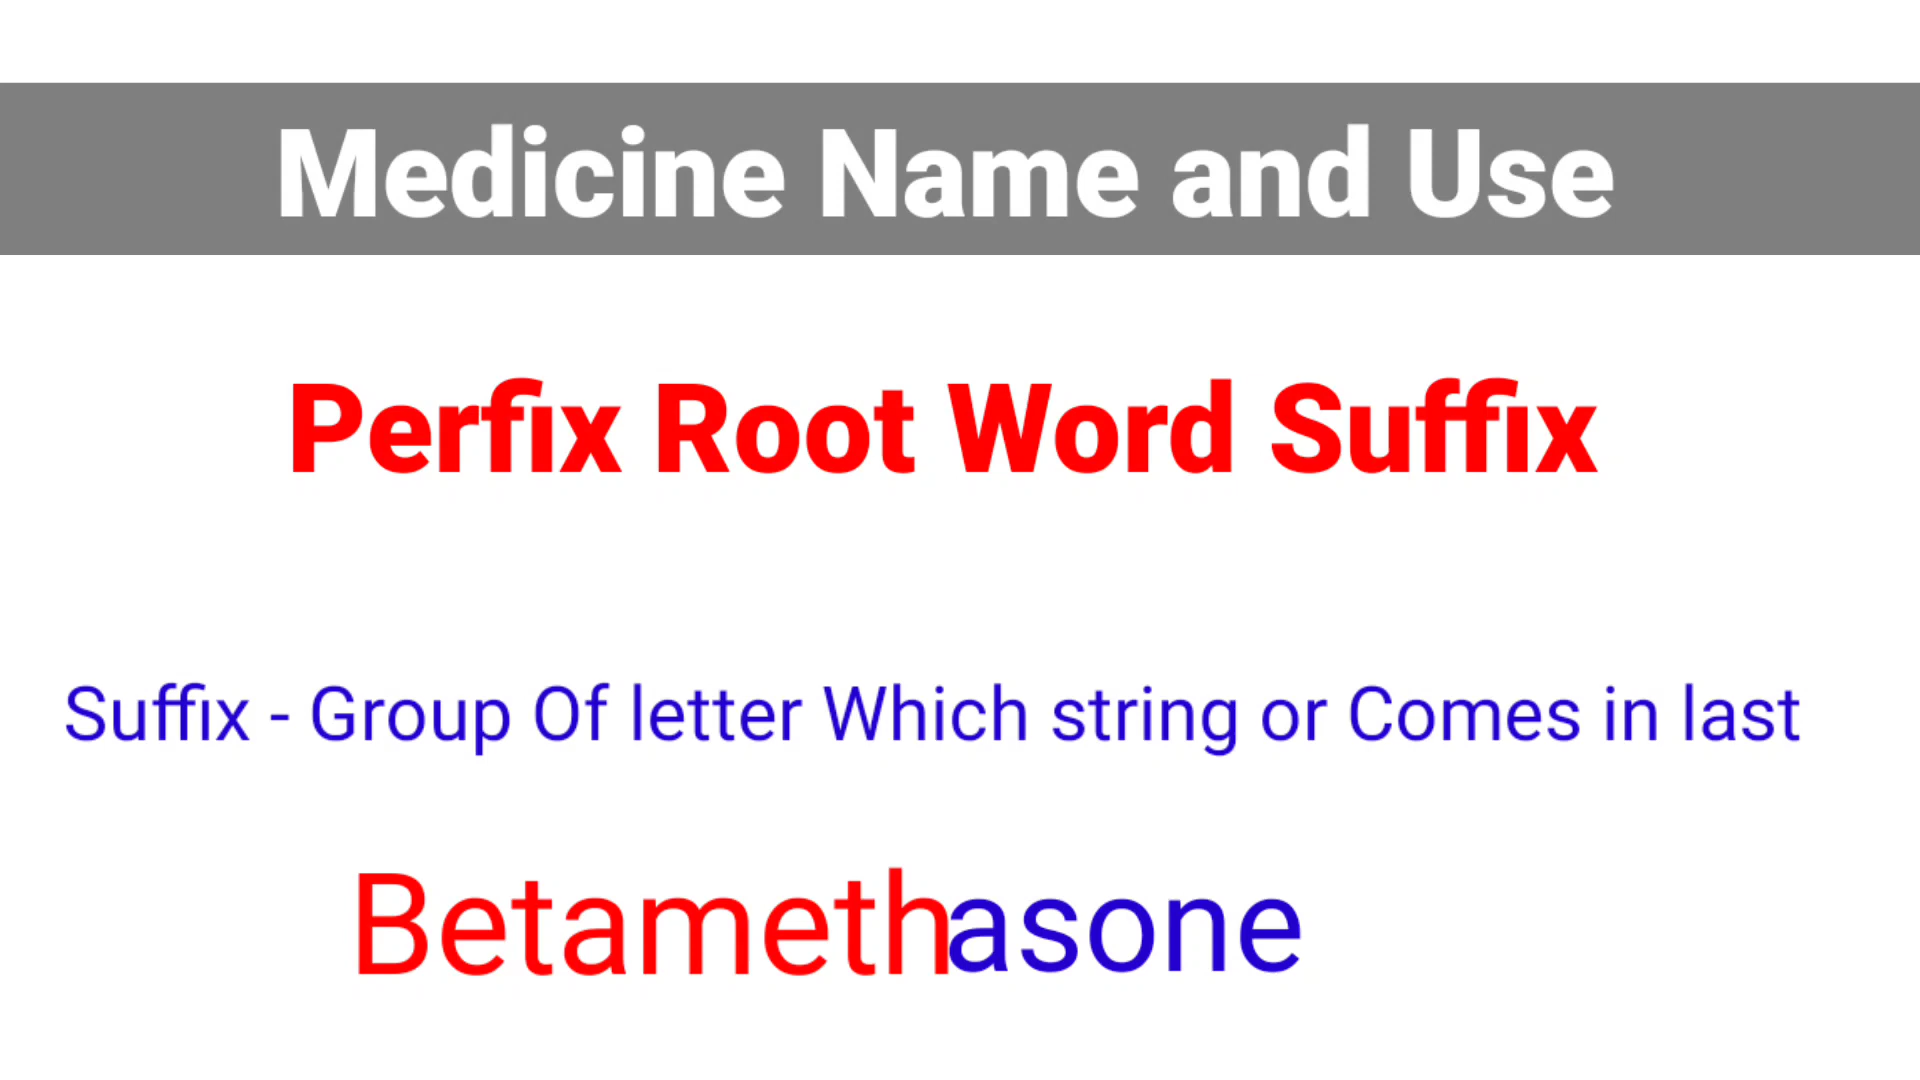 Medicine Name and Use
Perfix Root Word Suffix
Suffix - Group Of letter Which string or Comes in last
Betamethasone